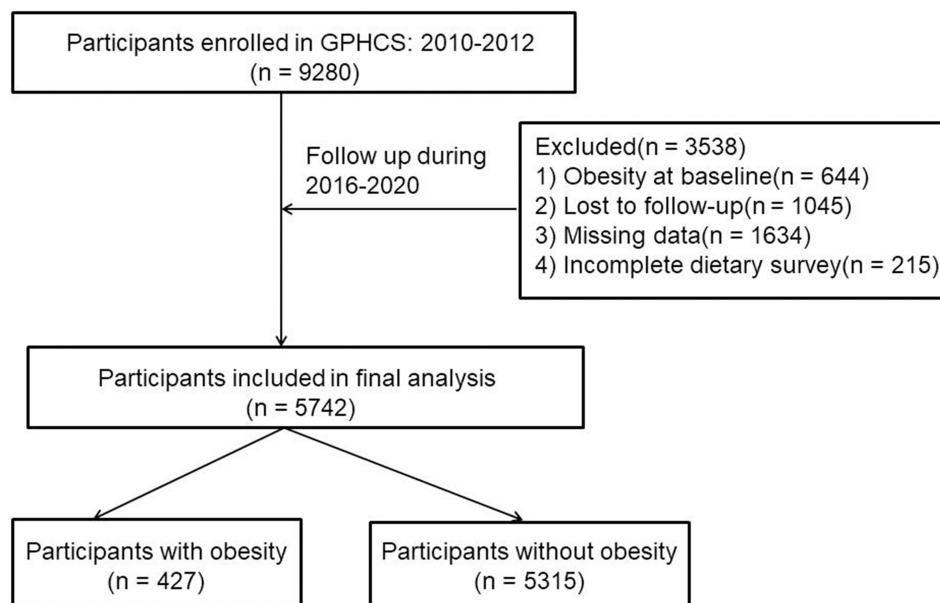 Participants enrolled in GPHCS: 2010-2012
(n = 9280)
Follow up during
2016-2020
Excluded(n = 3538)
1) Obesity at baseline(n = 644)
2) Lost to follow-up(n = 1045)
3) Missing data(n = 1634)
4) Incomplete dietary survey(n = 215)
Participants included in final analysis
(n = 5742)
Participants with obesity
(n = 427)
Participants without obesity
(n = 5315)